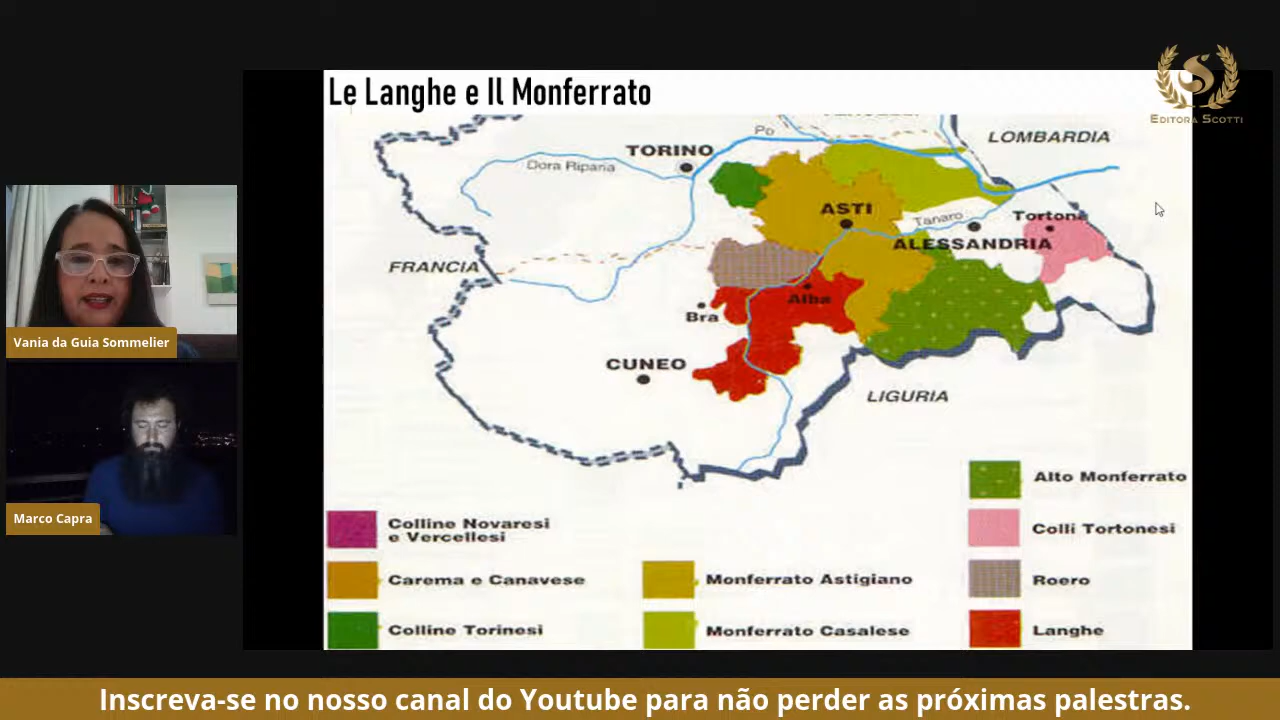 Le Langhe e Il Monferrato
EDITORA SCOTTI
Po
LOMBARDIA
TORINO
Dora Riparia
ASTI
Tanaro
Tortona
ALESSANDRIA
FRANCIA
Alba
Bra
CUNEO
LIGURIA
Vania da Guia Sommelier
Marco Capra
Alto Monferrato
Colline Novaresi
e Vercellesi
Colli Tortonesi
Carema e Canavese
Monferrato Astigiano
Roero
Colline Torinesi
Monferrato Casalese
Langhe
Inscreva-se no nosso canal do Youtube para não perder as próximas palestras.